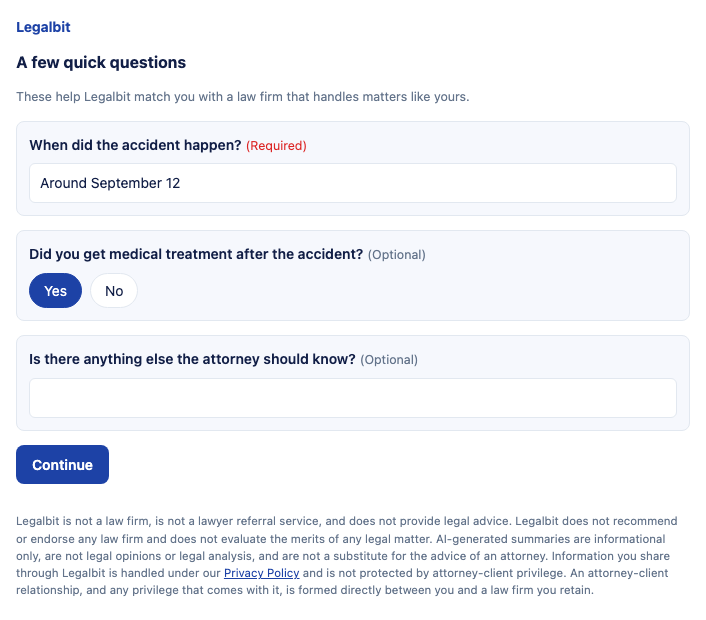 Legalbit
A few quick questions
These help Legalbit match you with a law firm that handles matters like yours.
When did the accident happen? (Required)
Around September 12
Did you get medical treatment after the accident? (Optional)
Yes No
Is there anything else the attorney should know? (Optional)
Continue
Legalbit is not a law firm, is not a lawyer referral service, and does not provide legal advice. Legalbit does not recommend
or endorse any law firm and does not evaluate the merits of any legal matter. AI-generated summaries are informational
only, are not legal opinions or legal analysis, and are not a substitute for the advice of an attorney. Information you share
through Legalbit is handled under our Privacy Policy and is not protected by attorney-client privilege. An attorney-client
relationship, and any privilege that comes with it, is formed directly between you and a law firm you retain.